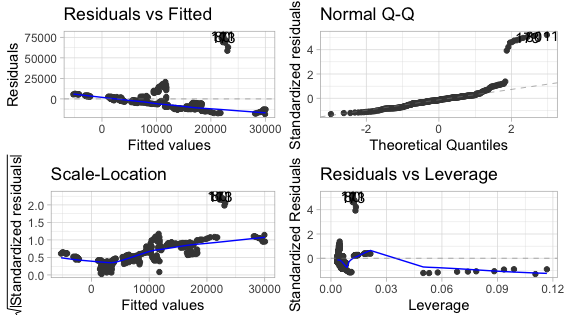 Residuals vs Fitted
Residuals
75000
50000
25000
0
0
10000
20000
30000
Fitted values
Normal Q-Q
Standardized residuals
4
2
0
-2
0
2
Theoretical Quantiles
Scale-Location
√|Standardized residuals|
2.0
1.5
1.0
0.5
0.0
0
10000
20000
30000
Fitted values
Residuals vs Leverage
Standardized Residuals
4
2
0
0.00
0.03
0.06
0.09
0.12
Leverage